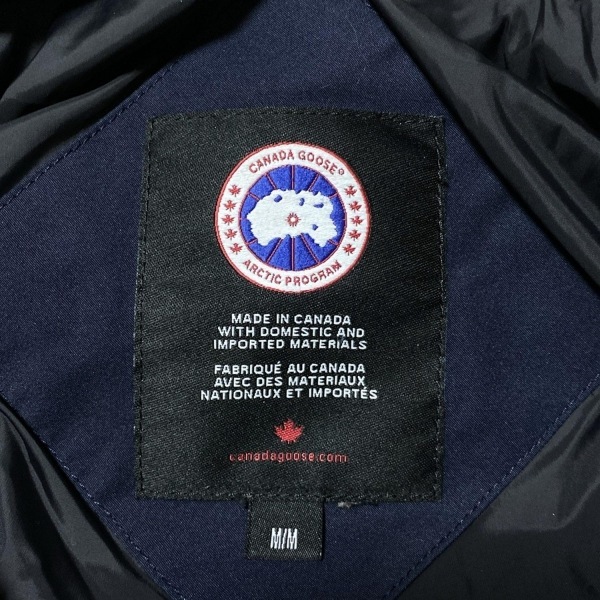 CANADA GOOSE®
ARCTIC PROGRAM
MADE IN CANADA
WITH DOMESTIC AND
IMPORTED MATERIALS
FABRIQUÉ AU CANADA
AVEC DES MATERIAUX
NATIONAUX ET IMPORTÉS
canadagoose.com
M/M